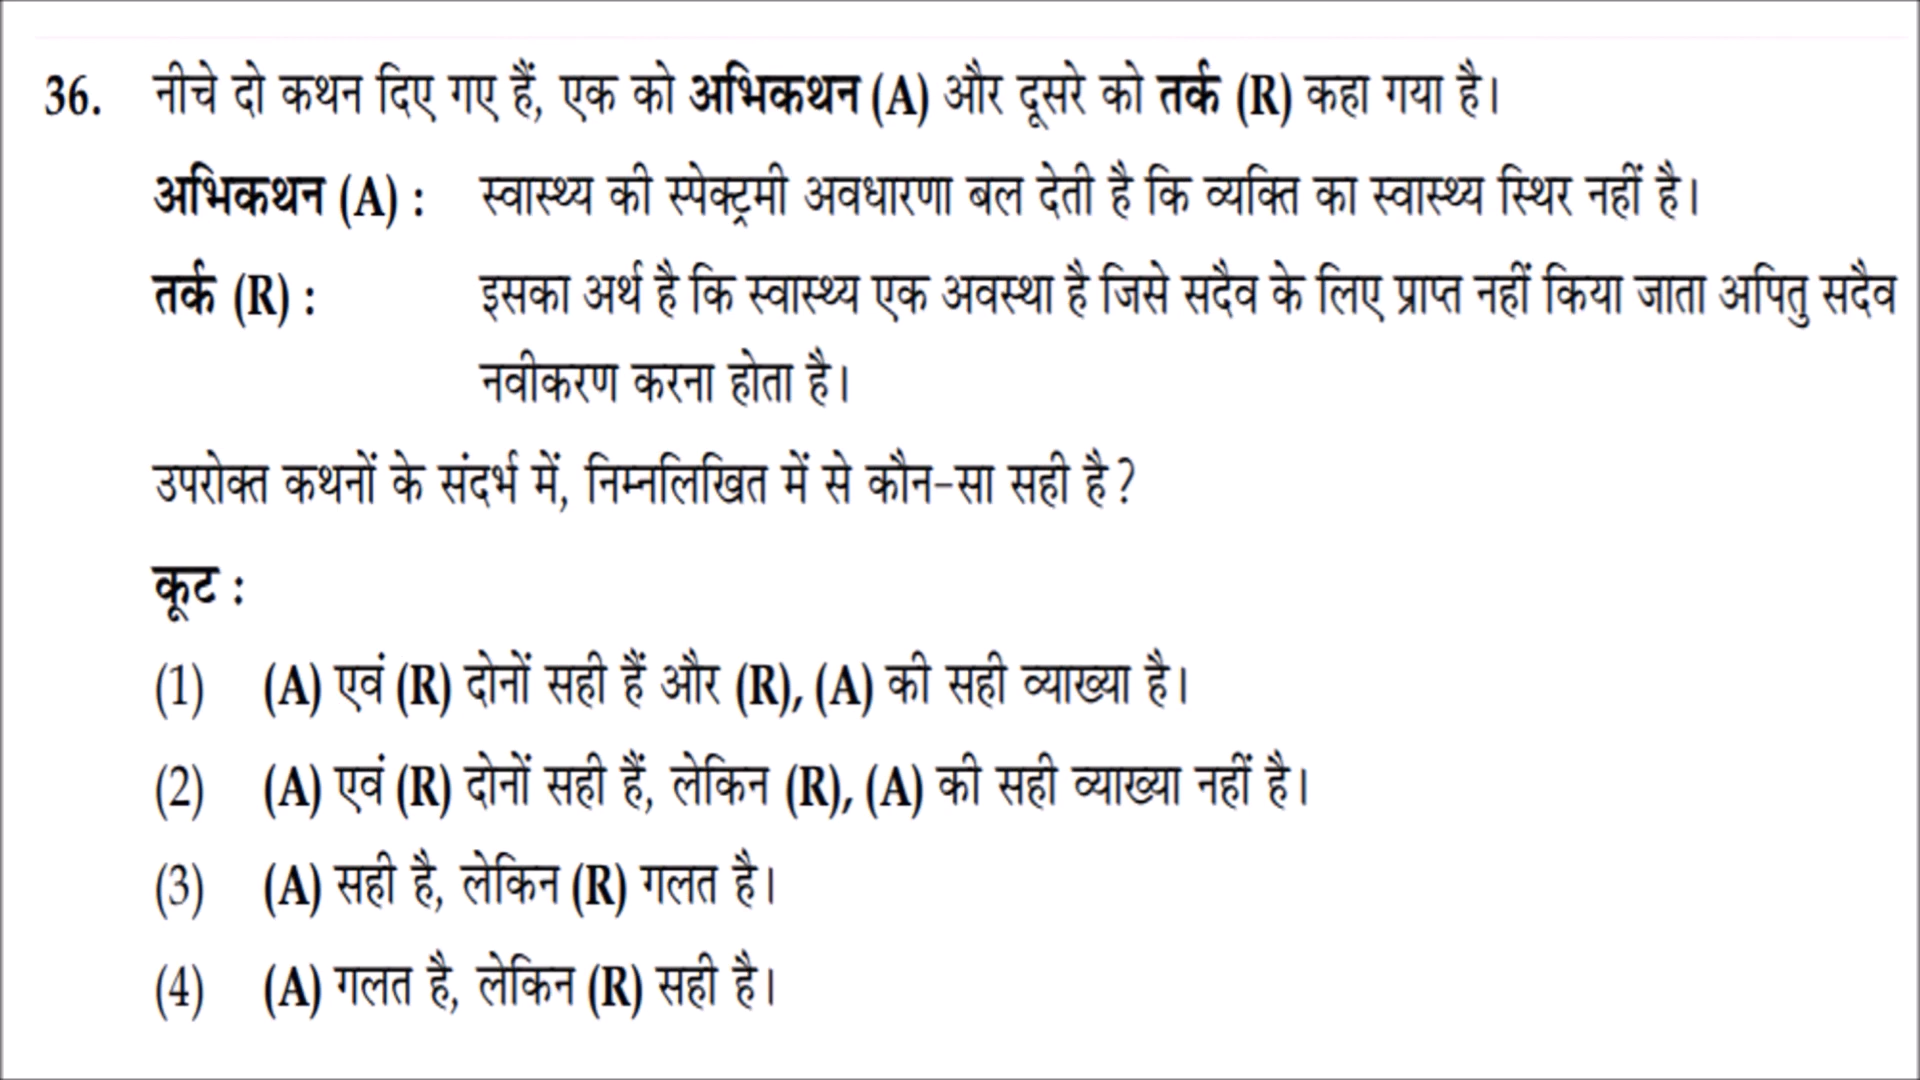 36. नीचे दो कथन दिए गए हैं, एक को अभिकथन (A) और दूसरे को तर्क (R) कहा गया है।
अभिकथन (A) : स्वास्थ्य की स्पेक्ट्रमी अवधारणा बल देती है कि व्यक्ति का स्वास्थ्य स्थिर नहीं है।
तर्क (R) : इसका अर्थ है कि स्वास्थ्य एक अवस्था है जिसे सदैव के लिए प्राप्त नहीं किया जाता अपितु सदैव
नवीकरण करना होता है।
उपरोक्त कथनों के संदर्भ में, निम्नलिखित में से कौन-सा सही है?
कूट :
(1) (A) एवं (R) दोनों सही हैं और (R), (A) की सही व्याख्या है।
(2) (A) एवं (R) दोनों सही हैं, लेकिन (R), (A) की सही व्याख्या नहीं है।
(3) (A) सही है, लेकिन (R) गलत है।
(4) (A) गलत है, लेकिन (R) सही है।